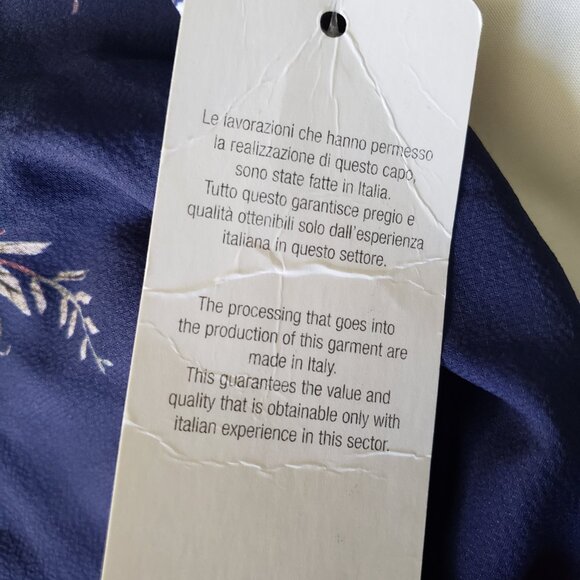 Le lavorazioni che hanno permesso
la realizzazione di questo capo,
sono state fatte in Italia.
Tutto questo garantisce pregio e
qualità ottenibili solo dall'esperienza
italiana in questo settore.
The processing that goes into
the production of this garment are
made in Italy.
This guarantees the value and
quality that is obtainable only with
italian experience in this sector.